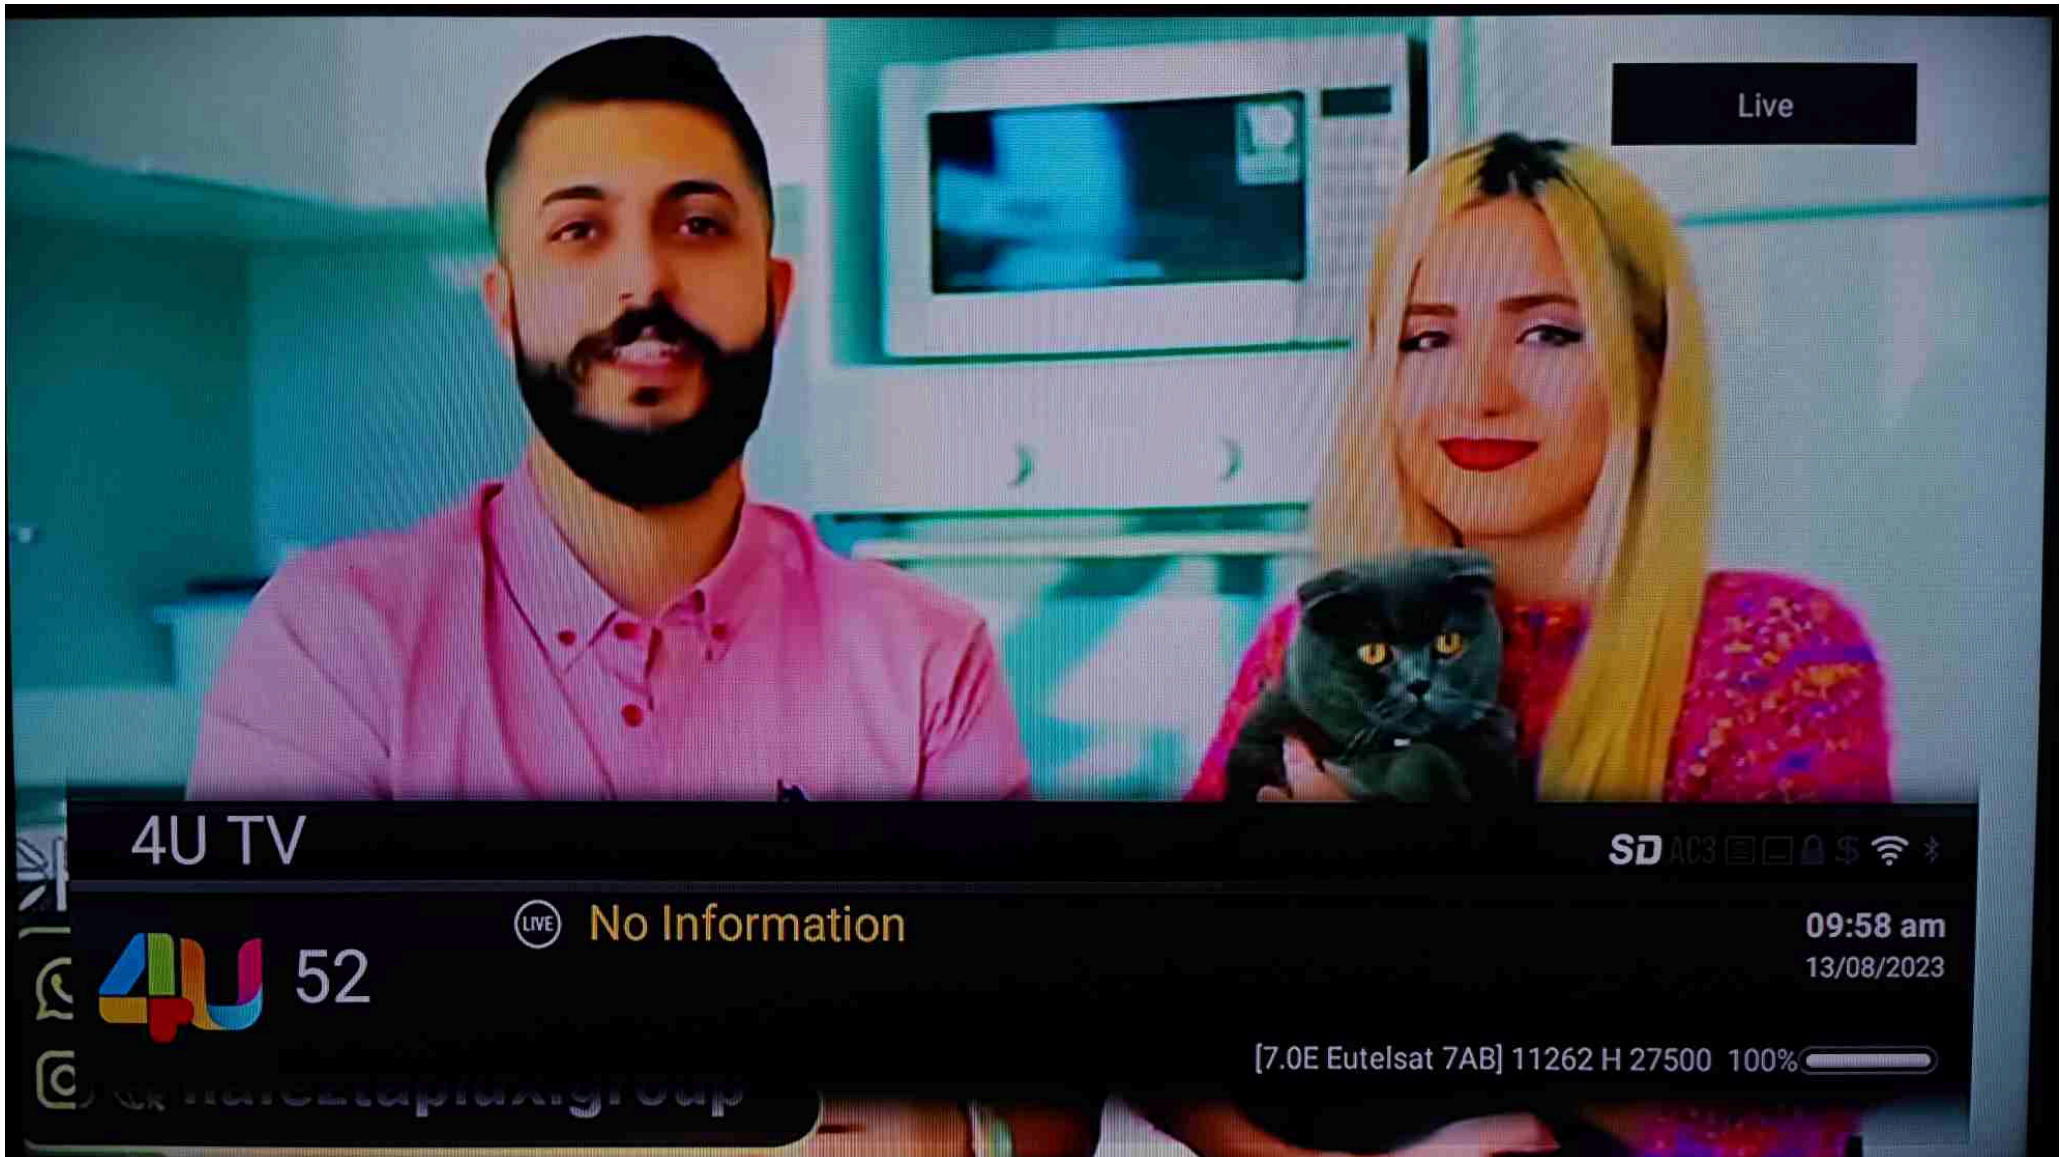 Live
4U TV
SD AC3 $
LIVE No Information
09:58 am
4U 52
13/08/2023
[7.0E Eutelsat 7AB] 11262 H 27500 100%